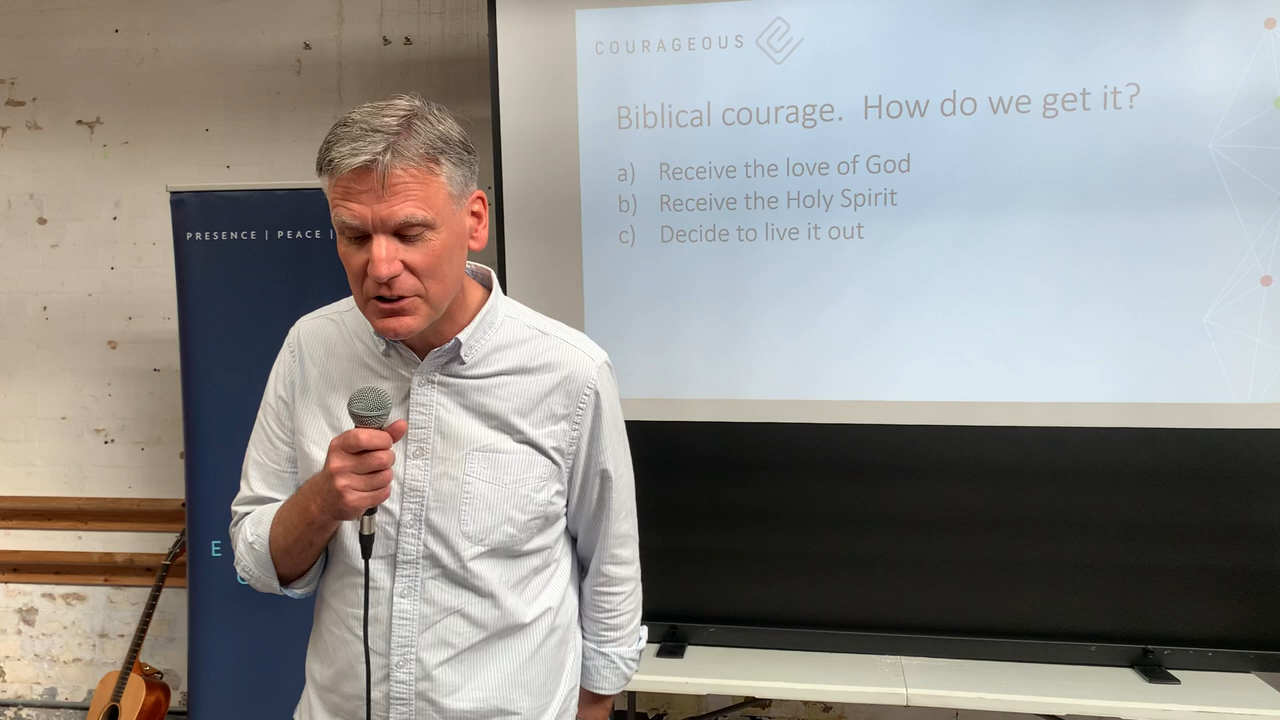 COURAGEOUS
Biblical courage. How do we get it?
a) Receive the love of God
b) Receive the Holy Spirit
c) Decide to live it out
PRESENCE | PEACE |
E